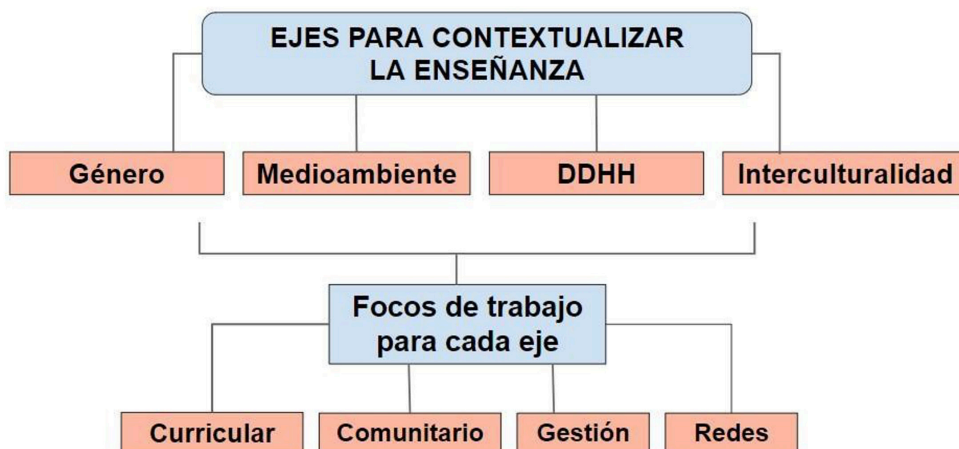 EJES PARA CONTEXTUALIZAR
LA ENSEÑANZA
Género
Medioambiente
DDHH
Interculturalidad
Focos de trabajo
para cada eje
Curricular
Comunitario
Gestión
Redes